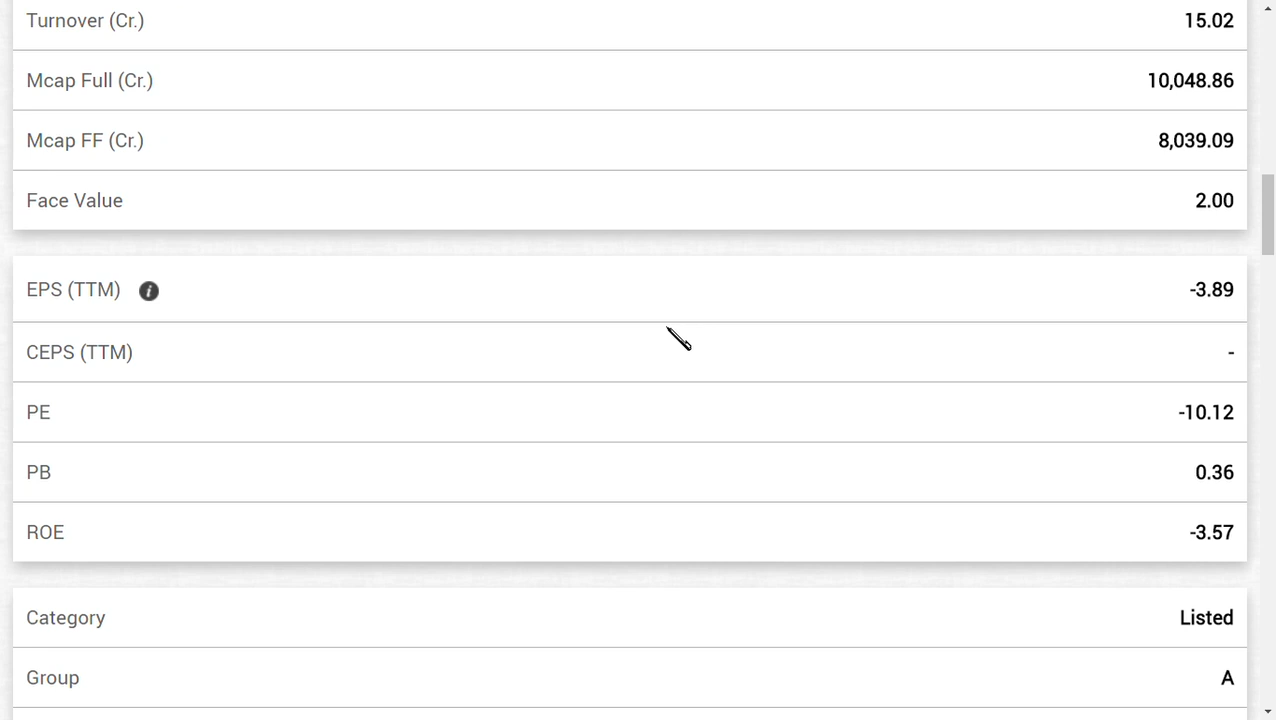 Turnover (Cr.) 15.02
Mcap Full (Cr.) 10,048.86
Mcap FF (Cr.) 8,039.09
Face Value 2.00
EPS (TTM) i -3.89
CEPS (TTM) -
PE -10.12
PB 0.36
ROE -3.57
Category Listed
Group A